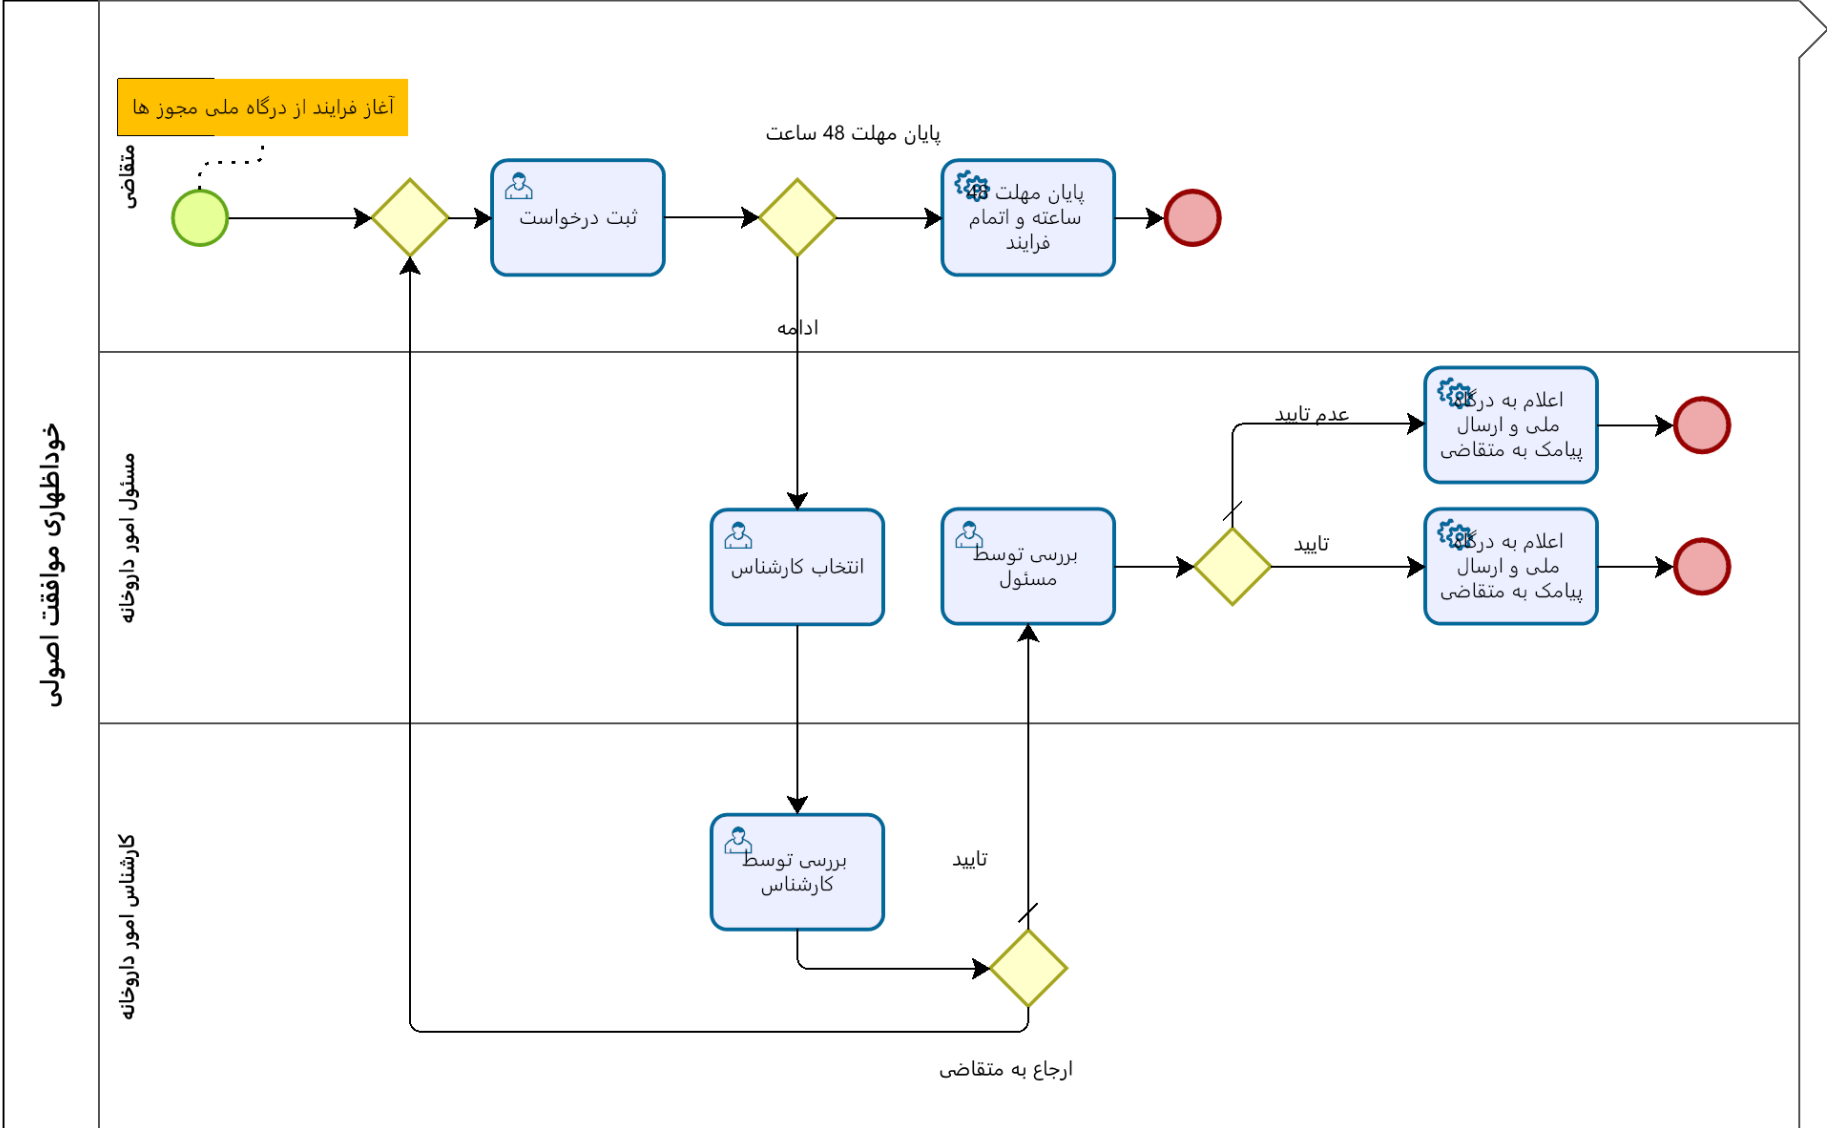 خوداظهاری موافقت اصولی
متقاضی
آغاز فرایند از درگاه ملی مجوز ها
ثبت درخواست
پایان مهلت 48 ساعت
پایان مهلت 48
ساعته و اتمام
فرایند
ادامه
مسئول امور داروخانه
انتخاب کارشناس
بررسی توسط
مسئول
عدم تایید
اعلام به درگاه
ملی و ارسال
پیامک به متقاضی
تایید
اعلام به درگاه
ملی و ارسال
پیامک به متقاضی
کارشناس امور داروخانه
بررسی توسط
کارشناس
تایید
ارجاع به متقاضی